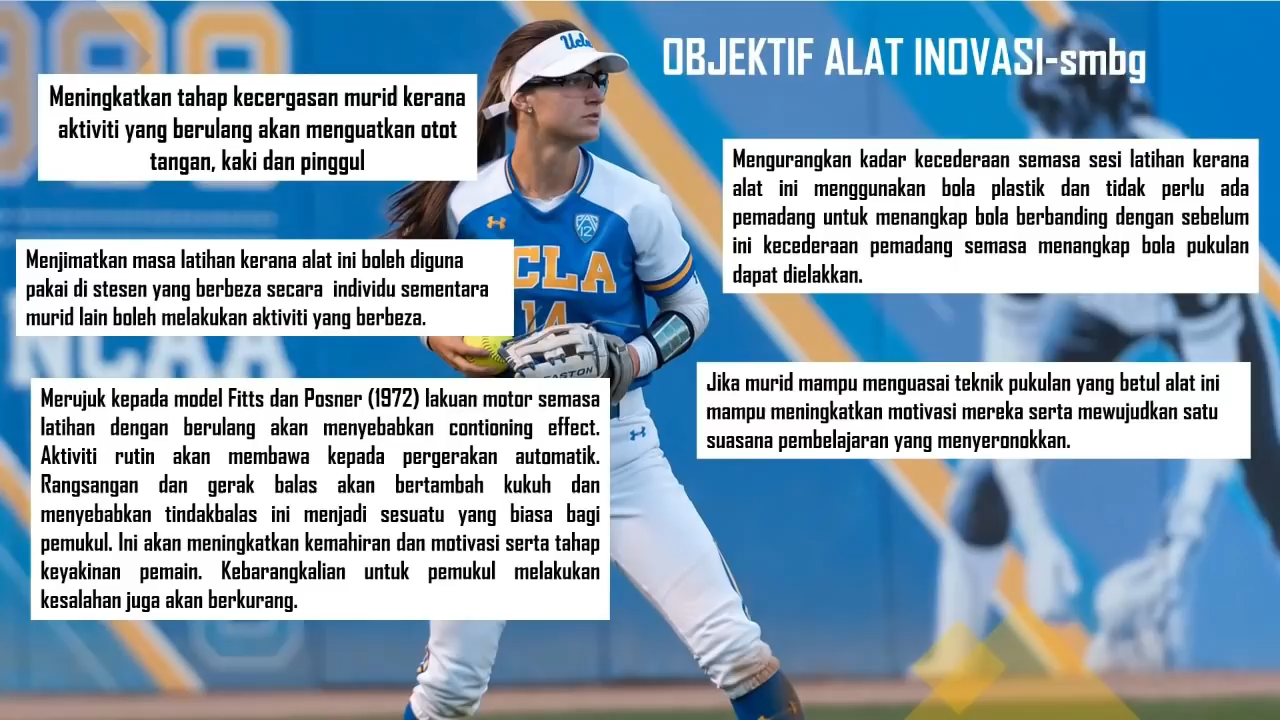 OBJEKTIF ALAT INOVASI-smbg
Meningkatkan tahap kecergasan murid kerana
aktiviti yang berulang akan menguatkan otot
tangan, kaki dan pinggul
Menjimatkan masa latihan kerana alat ini boleh diguna
pakai di stesen yang berbeza secara individu sementara
murid lain boleh melakukan aktiviti yang berbeza.
Merujuk kepada model Fitts dan Posner (1972) lakuan motor semasa
latihan dengan berulang akan menyebabkan contioning effect.
Aktiviti rutin akan membawa kepada pergerakan automatik.
Rangsangan dan gerak balas akan bertambah kukuh dan
menyebabkan tindakbalas ini menjadi sesuatu yang biasa bagi
pemukul. Ini akan meningkatkan kemahiran dan motivasi serta tahap
keyakinan pemain. Kebarangkalian untuk pemukul melakukan
kesalahan juga akan berkurang.
Mengurangkan kadar kecederaan semasa sesi latihan kerana
alat ini menggunakan bola plastik dan tidak perlu ada
pemadang untuk menangkap bola berbanding dengan sebelum
ini kecederaan pemadang semasa menangkap bola pukulan
dapat dielakkan.
Jika murid mampu menguasai teknik pukulan yang betul alat ini
mampu meningkatkan motivasi mereka serta mewujudkan satu
suasana pembelajaran yang menyeronokkan.
Ucla
PAC
12
CLA
14
EASTON
NCAA